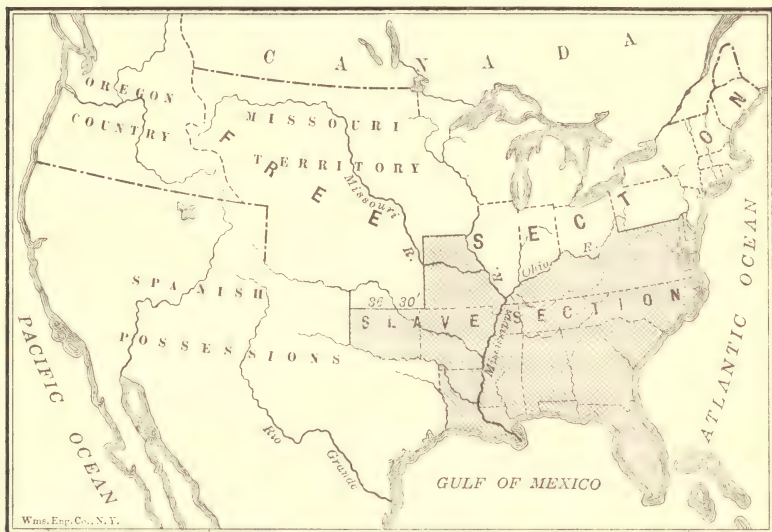 CANADA
OREGON
COUNTRY
MISSOURI
TERRITORY
FREE SECTION
Missouri
R.
Ohio R.
R.
36 30'
SLAVE SECTION
Mississippi
SPANISH
POSSESSIONS
Rio Grande
PACIFIC OCEAN
ATLANTIC OCEAN
GULF OF MEXICO
Wms. Eng. Co., N. Y.